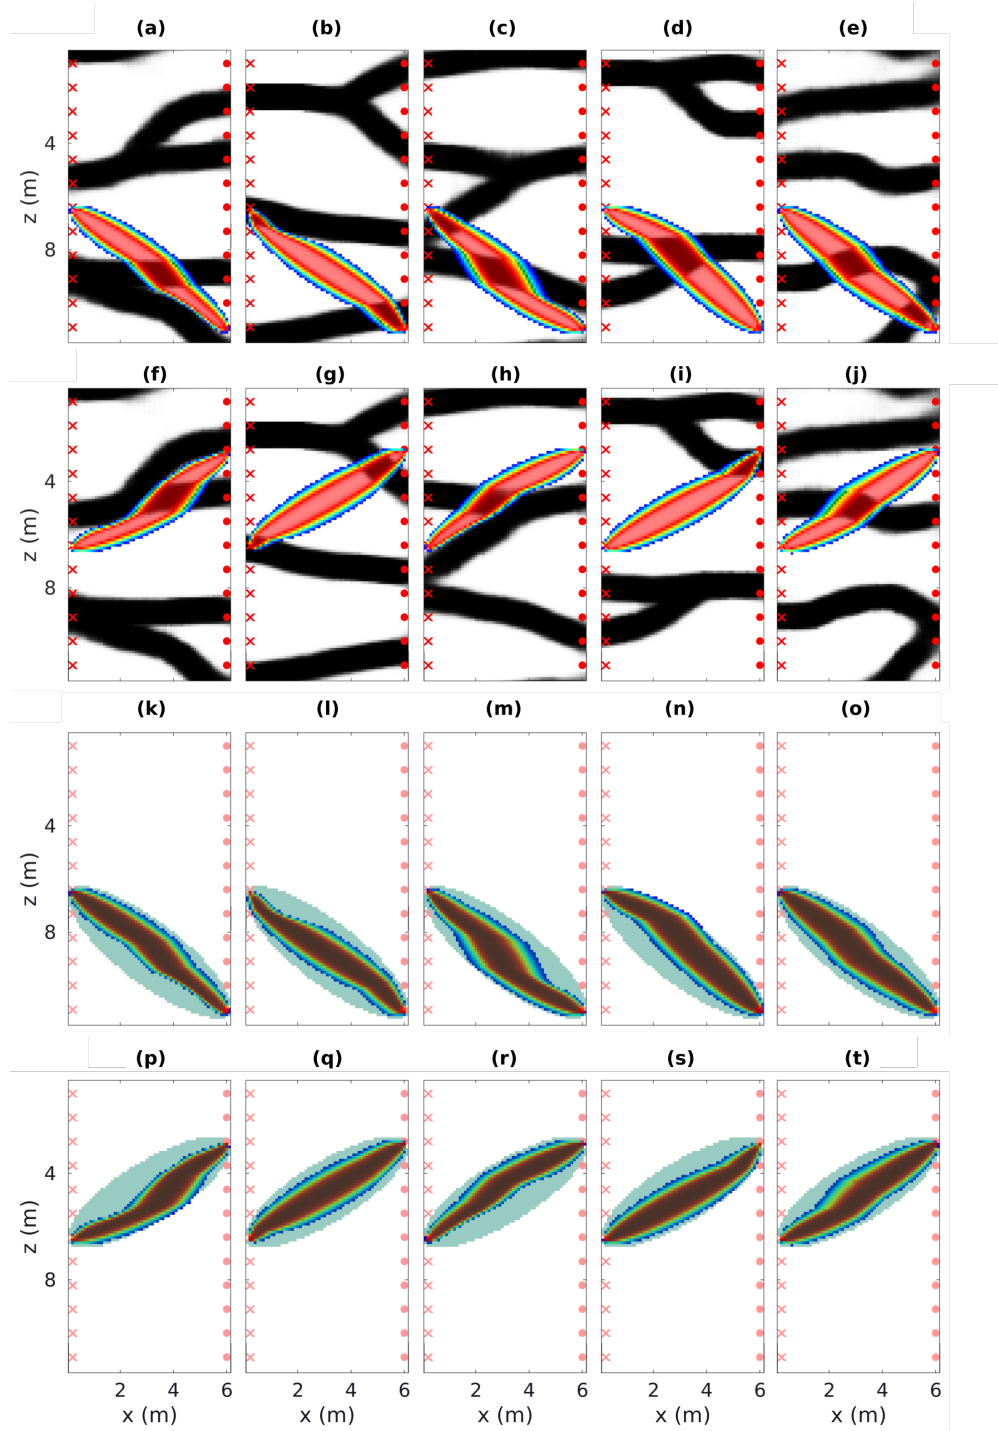 (a) (b) (c) (d) (e)
4
z (m)
8
(f) (g) (h) (i) (j)
4
z (m)
8
(k) (l) (m) (n) (o)
4
z (m)
8
(p) (q) (r) (s) (t)
4
z (m)
8
2 4 6 2 4 6 2 4 6 2 4 6 2 4 6
x (m) x (m) x (m) x (m) x (m)